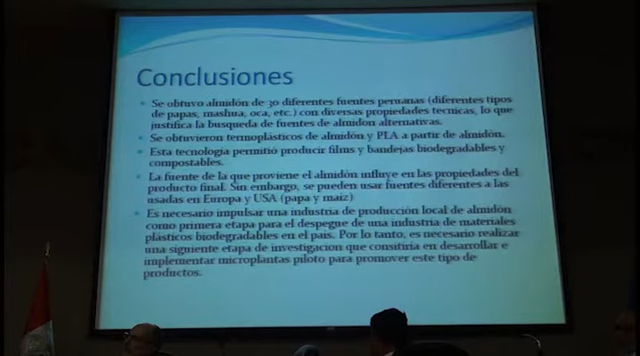 Conclusiones
Se obtuvo almidón de 30 diferentes fuentes peruanas (diferentes tipos
de papas, mashua, oca, etc.) con diversas propiedades tecnicas, lo que
justifica la busqueda de fuentes de almidón alternativas.
Se obtuvieron termoplásticos de almidón y PLA a partir de almidón.
Esta tecnología permitió producir films y bandejas biodegradables y
compostables.
La fuente de la que proviene el almidón influye en las propiedades del
producto final. Sin embargo, se pueden usar fuentes diferentes a las
usadas en Europa y USA (papa y maíz)
Es necesario impulsar una industria de producción local de almidón
como primera etapa para el despegue de una industria de materiales
plásticos biodegradables en el país. Por lo tanto, es necesario realizar
una siguiente etapa de investigacion que consitiria en desarrollar e
implementar microplantas piloto para promover este tipo de
productos.